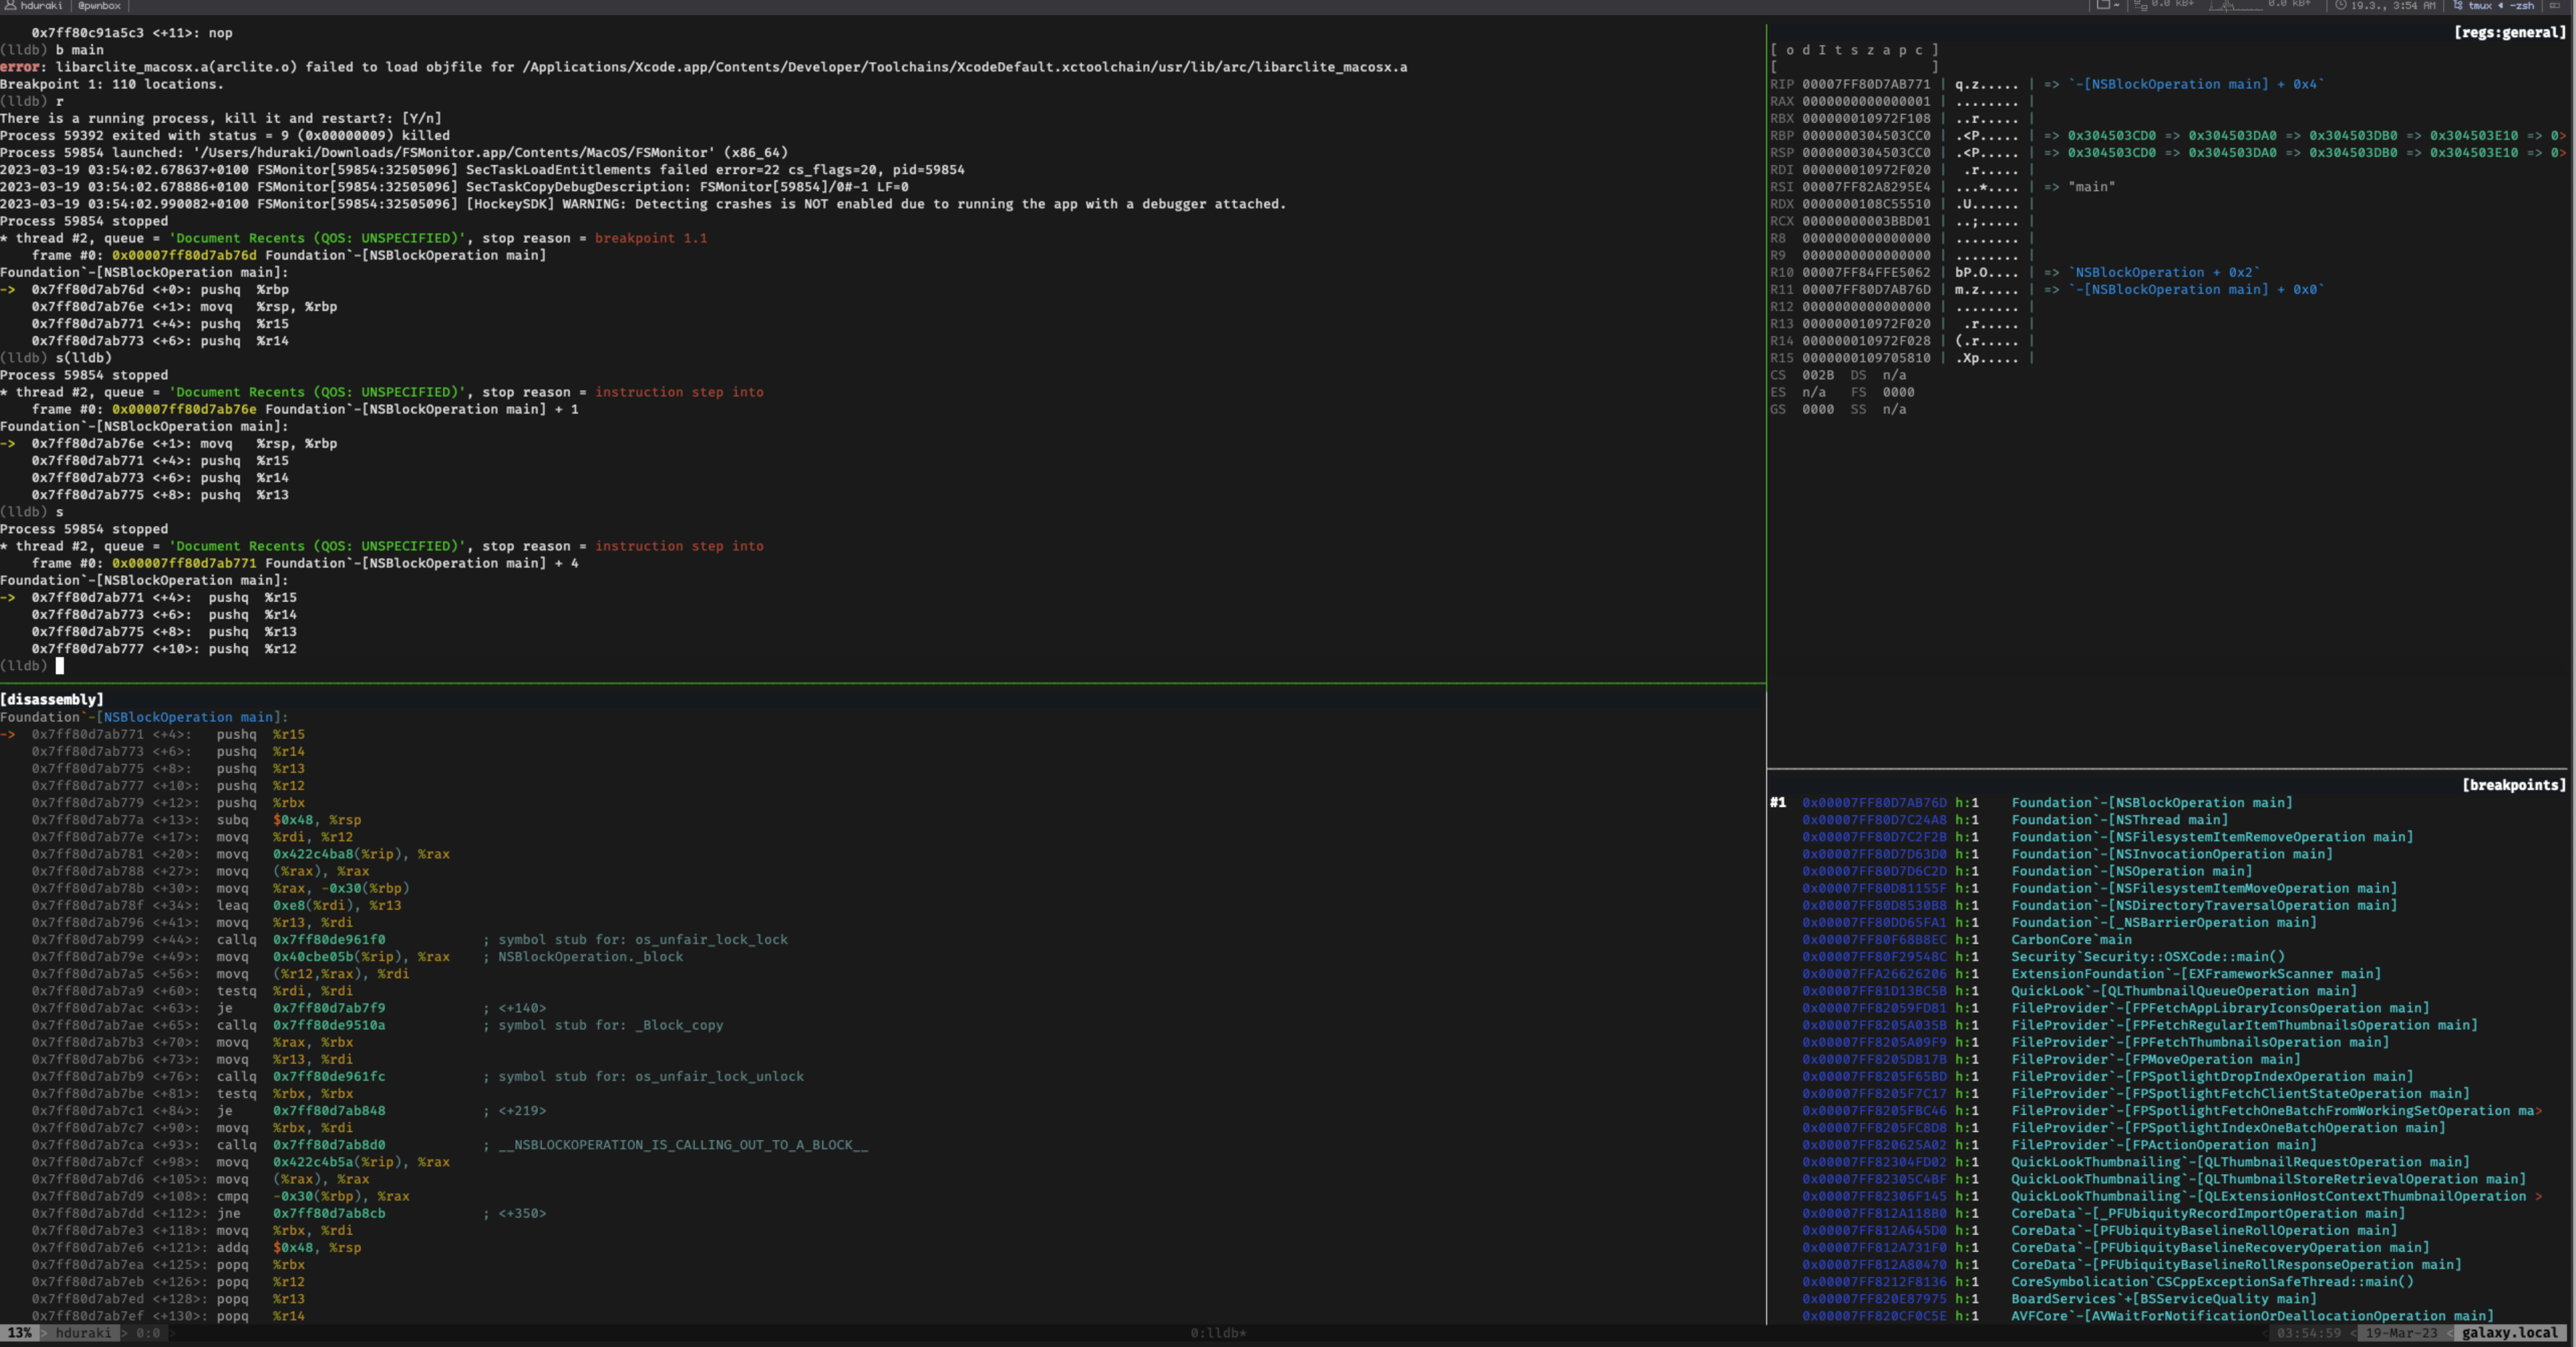 hduraki | @pwnbox
0.0 kB↓ 0.0 kB↑ 19.3., 3:54 AM tmux ◂ -zsh
0x7ff80c91a5c3 <+11>: nop
(lldb) b main
error: libarclite_macosx.a(arclite.o) failed to load objfile for /Applications/Xcode.app/Contents/Developer/Toolchains/XcodeDefault.xctoolchain/usr/lib/arc/libarclite_macosx.a
Breakpoint 1: 110 locations.
(lldb) r
There is a running process, kill it and restart?: [Y/n]
Process 59392 exited with status = 9 (0x00000009) killed
Process 59854 launched: '/Users/hduraki/Downloads/FSMonitor.app/Contents/MacOS/FSMonitor' (x86_64)
2023-03-19 03:54:02.678637+0100 FSMonitor[59854:32505096] SecTaskLoadEntitlements failed error=22 cs_flags=20, pid=59854
2023-03-19 03:54:02.678886+0100 FSMonitor[59854:32505096] SecTaskCopyDebugDescription: FSMonitor[59854]/0#-1 LF=0
2023-03-19 03:54:02.990082+0100 FSMonitor[59854:32505096] [HockeySDK] WARNING: Detecting crashes is NOT enabled due to running the app with a debugger attached.
Process 59854 stopped
* thread #2, queue = 'Document Recents (QOS: UNSPECIFIED)', stop reason = breakpoint 1.1
frame #0: 0x00007ff80d7ab76d Foundation`-[NSBlockOperation main]
Foundation`-[NSBlockOperation main]:
-> 0x7ff80d7ab76d <+0>: pushq %rbp
0x7ff80d7ab76e <+1>: movq %rsp, %rbp
0x7ff80d7ab771 <+4>: pushq %r15
0x7ff80d7ab773 <+6>: pushq %r14
(lldb) s(lldb)
Process 59854 stopped
* thread #2, queue = 'Document Recents (QOS: UNSPECIFIED)', stop reason = instruction step into
frame #0: 0x00007ff80d7ab76e Foundation`-[NSBlockOperation main] + 1
Foundation`-[NSBlockOperation main]:
-> 0x7ff80d7ab76e <+1>: movq %rsp, %rbp
0x7ff80d7ab771 <+4>: pushq %r15
0x7ff80d7ab773 <+6>: pushq %r14
0x7ff80d7ab775 <+8>: pushq %r13
(lldb) s
Process 59854 stopped
* thread #2, queue = 'Document Recents (QOS: UNSPECIFIED)', stop reason = instruction step into
frame #0: 0x00007ff80d7ab771 Foundation`-[NSBlockOperation main] + 4
Foundation`-[NSBlockOperation main]:
-> 0x7ff80d7ab771 <+4>: pushq %r15
0x7ff80d7ab773 <+6>: pushq %r14
0x7ff80d7ab775 <+8>: pushq %r13
0x7ff80d7ab777 <+10>: pushq %r12
(lldb)
[regs:general]
[ o d I t s z a p c ]
[ ]
RIP 00007FF80D7AB771 | q.z..... | => `-[NSBlockOperation main] + 0x4`
RAX 0000000000000001 | ........ |
RBX 000000010972F108 | ..r..... |
RBP 0000000304503CC0 | .<P..... | => 0x304503CD0 => 0x304503DA0 => 0x304503DB0 => 0x304503E10 => 0>
RSP 0000000304503CC0 | .<P..... | => 0x304503CD0 => 0x304503DA0 => 0x304503DB0 => 0x304503E10 => 0>
RDI 000000010972F020 | .r..... |
RSI 00007FF82A8295E4 | ...*.... | => "main"
RDX 0000000108C55510 | .U...... |
RCX 00000000003BBD01 | ..;..... |
R8 0000000000000000 | ........ |
R9 0000000000000000 | ........ |
R10 00007FF84FFE5062 | bP.O.... | => `NSBlockOperation + 0x2`
R11 00007FF80D7AB76D | m.z..... | => `-[NSBlockOperation main] + 0x0`
R12 0000000000000000 | ........ |
R13 000000010972F020 | .r..... |
R14 000000010972F028 | (.r..... |
R15 0000000109705810 | .Xp..... |
CS 002B DS n/a
ES n/a FS 0000
GS 0000 SS n/a
[disassembly]
Foundation`-[NSBlockOperation main]:
-> 0x7ff80d7ab771 <+4>: pushq %r15
0x7ff80d7ab773 <+6>: pushq %r14
0x7ff80d7ab775 <+8>: pushq %r13
0x7ff80d7ab777 <+10>: pushq %r12
0x7ff80d7ab779 <+12>: pushq %rbx
0x7ff80d7ab77a <+13>: subq $0x48, %rsp
0x7ff80d7ab77e <+17>: movq %rdi, %r12
0x7ff80d7ab781 <+20>: movq 0x422c4ba8(%rip), %rax
0x7ff80d7ab788 <+27>: movq (%rax), %rax
0x7ff80d7ab78b <+30>: movq %rax, -0x30(%rbp)
0x7ff80d7ab78f <+34>: leaq 0xe8(%rdi), %r13
0x7ff80d7ab796 <+41>: movq %r13, %rdi
0x7ff80d7ab799 <+44>: callq 0x7ff80de961f0 ; symbol stub for: os_unfair_lock_lock
0x7ff80d7ab79e <+49>: movq 0x40cbe05b(%rip), %rax ; NSBlockOperation._block
0x7ff80d7ab7a5 <+56>: movq (%r12,%rax), %rdi
0x7ff80d7ab7a9 <+60>: testq %rdi, %rdi
0x7ff80d7ab7ac <+63>: je 0x7ff80d7ab7f9 ; <+140>
0x7ff80d7ab7ae <+65>: callq 0x7ff80de9510a ; symbol stub for: _Block_copy
0x7ff80d7ab7b3 <+70>: movq %rax, %rbx
0x7ff80d7ab7b6 <+73>: movq %r13, %rdi
0x7ff80d7ab7b9 <+76>: callq 0x7ff80de961fc ; symbol stub for: os_unfair_lock_unlock
0x7ff80d7ab7be <+81>: testq %rbx, %rbx
0x7ff80d7ab7c1 <+84>: je 0x7ff80d7ab848 ; <+219>
0x7ff80d7ab7c7 <+90>: movq %rbx, %rdi
0x7ff80d7ab7ca <+93>: callq 0x7ff80d7ab8d0 ; __NSBLOCKOPERATION_IS_CALLING_OUT_TO_A_BLOCK__
0x7ff80d7ab7cf <+98>: movq 0x422c4b5a(%rip), %rax
0x7ff80d7ab7d6 <+105>: movq (%rax), %rax
0x7ff80d7ab7d9 <+108>: cmpq -0x30(%rbp), %rax
0x7ff80d7ab7dd <+112>: jne 0x7ff80d7ab8cb ; <+350>
0x7ff80d7ab7e3 <+118>: movq %rbx, %rdi
0x7ff80d7ab7e6 <+121>: addq $0x48, %rsp
0x7ff80d7ab7ea <+125>: popq %rbx
0x7ff80d7ab7eb <+126>: popq %r12
0x7ff80d7ab7ed <+128>: popq %r13
0x7ff80d7ab7ef <+130>: popq %r14
[breakpoints]
#1 0x00007FF80D7AB76D h:1 Foundation`-[NSBlockOperation main]
0x00007FF80D7C24A8 h:1 Foundation`-[NSThread main]
0x00007FF80D7C2F2B h:1 Foundation`-[NSFilesystemItemRemoveOperation main]
0x00007FF80D7D63D0 h:1 Foundation`-[NSInvocationOperation main]
0x00007FF80D7D6C2D h:1 Foundation`-[NSOperation main]
0x00007FF80D81155F h:1 Foundation`-[NSFilesystemItemMoveOperation main]
0x00007FF80D8530B8 h:1 Foundation`-[NSDirectoryTraversalOperation main]
0x00007FF80DD65FA1 h:1 Foundation`-[_NSBarrierOperation main]
0x00007FF80F68B8EC h:1 CarbonCore`main
0x00007FF80F29548C h:1 Security`Security::OSXCode::main()
0x00007FFA26626206 h:1 ExtensionFoundation`-[EXFrameworkScanner main]
0x00007FF81D13BC5B h:1 QuickLook`-[QLThumbnailQueueOperation main]
0x00007FF82059FD81 h:1 FileProvider`-[FPFetchAppLibraryIconsOperation main]
0x00007FF8205A035B h:1 FileProvider`-[FPFetchRegularItemThumbnailsOperation main]
0x00007FF8205A09F9 h:1 FileProvider`-[FPFetchThumbnailsOperation main]
0x00007FF8205DB17B h:1 FileProvider`-[FPMoveOperation main]
0x00007FF8205F65BD h:1 FileProvider`-[FPSpotlightDropIndexOperation main]
0x00007FF8205F7C17 h:1 FileProvider`-[FPSpotlightFetchClientStateOperation main]
0x00007FF8205FBC46 h:1 FileProvider`-[FPSpotlightFetchOneBatchFromWorkingSetOperation ma>
0x00007FF8205FC8D8 h:1 FileProvider`-[FPSpotlightIndexOneBatchOperation main]
0x00007FF820625A02 h:1 FileProvider`-[FPActionOperation main]
0x00007FF82304FD02 h:1 QuickLookThumbnailing`-[QLThumbnailRequestOperation main]
0x00007FF82305C4BF h:1 QuickLookThumbnailing`-[QLThumbnailStoreRetrievalOperation main]
0x00007FF82306F145 h:1 QuickLookThumbnailing`-[QLExtensionHostContextThumbnailOperation >
0x00007FF812A118B0 h:1 CoreData`-[_PFUbiquityRecordImportOperation main]
0x00007FF812A645D0 h:1 CoreData`-[PFUbiquityBaselineRollOperation main]
0x00007FF812A731F0 h:1 CoreData`-[PFUbiquityBaselineRecoveryOperation main]
0x00007FF812A80470 h:1 CoreData`-[PFUbiquityBaselineRollResponseOperation main]
0x00007FF8212F8136 h:1 CoreSymbolication`CSCppExceptionSafeThread::main()
0x00007FF820E87975 h:1 BoardServices`+[BSServiceQuality main]
0x00007FF820CF0C5E h:1 AVFCore`-[AVWaitForNotificationOrDeallocationOperation main]
13% > hduraki > 0:0 > 0:lldb* < 03:54:59 < 19-Mar-23 < galaxy.local